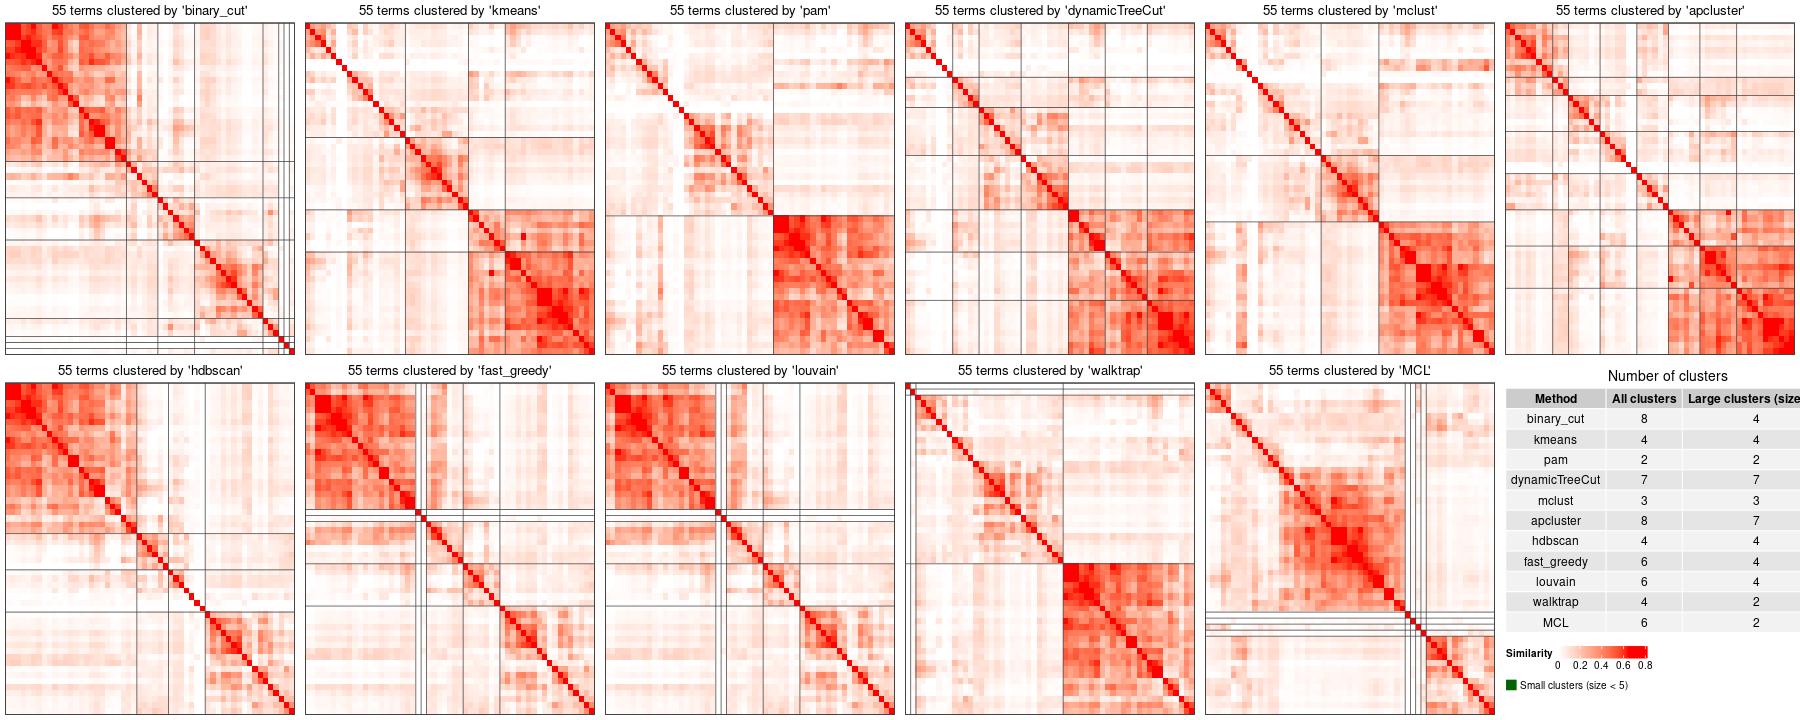 55 terms clustered by 'binary_cut'
55 terms clustered by 'kmeans'
55 terms clustered by 'pam'
55 terms clustered by 'dynamicTreeCut'
55 terms clustered by 'mclust'
55 terms clustered by 'apcluster'
55 terms clustered by 'hdbscan'
55 terms clustered by 'fast_greedy'
55 terms clustered by 'louvain'
55 terms clustered by 'walktrap'
55 terms clustered by 'MCL'
Number of clusters
Method All clusters Large clusters (size
binary_cut 8 4
kmeans 4 4
pam 2 2
dynamicTreeCut 7 7
mclust 3 3
apcluster 8 7
hdbscan 4 4
fast_greedy 6 4
louvain 6 4
walktrap 4 2
MCL 6 2
Similarity
0 0.2 0.4 0.6 0.8
Small clusters (size < 5)